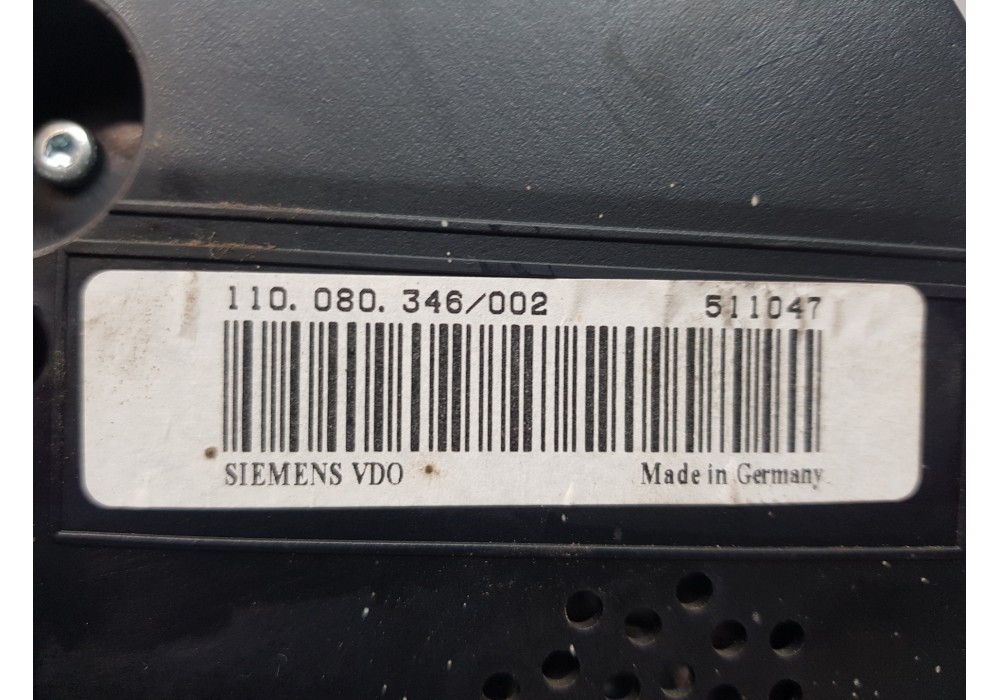 110. 080. 346/002 511047
SIEMENS VDO Made in Germany